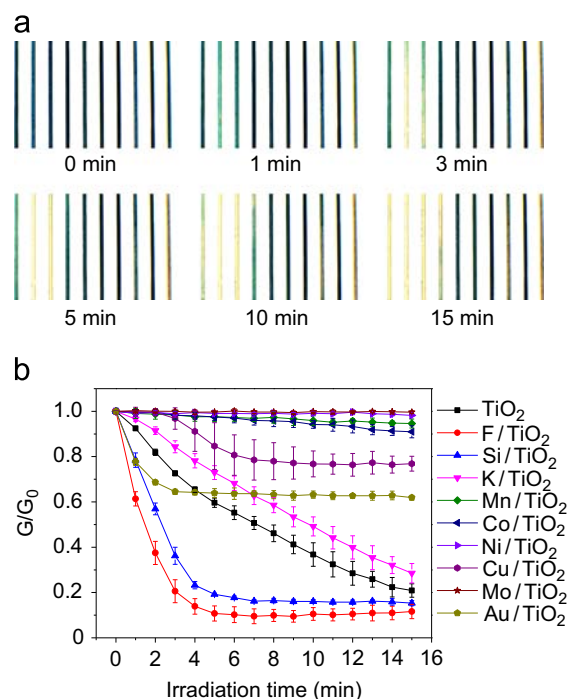 a
0 min 1 min 3 min
5 min 10 min 15 min
b
G/G₀
1.0
0.8
0.6
0.4
0.2
0.0
0 2 4 6 8 10 12 14 16
Irradiation time (min)
TiO₂
F/TiO₂
Si/TiO₂
K/TiO₂
Mn/TiO₂
Co/TiO₂
Ni/TiO₂
Cu/TiO₂
Mo/TiO₂
Au/TiO₂